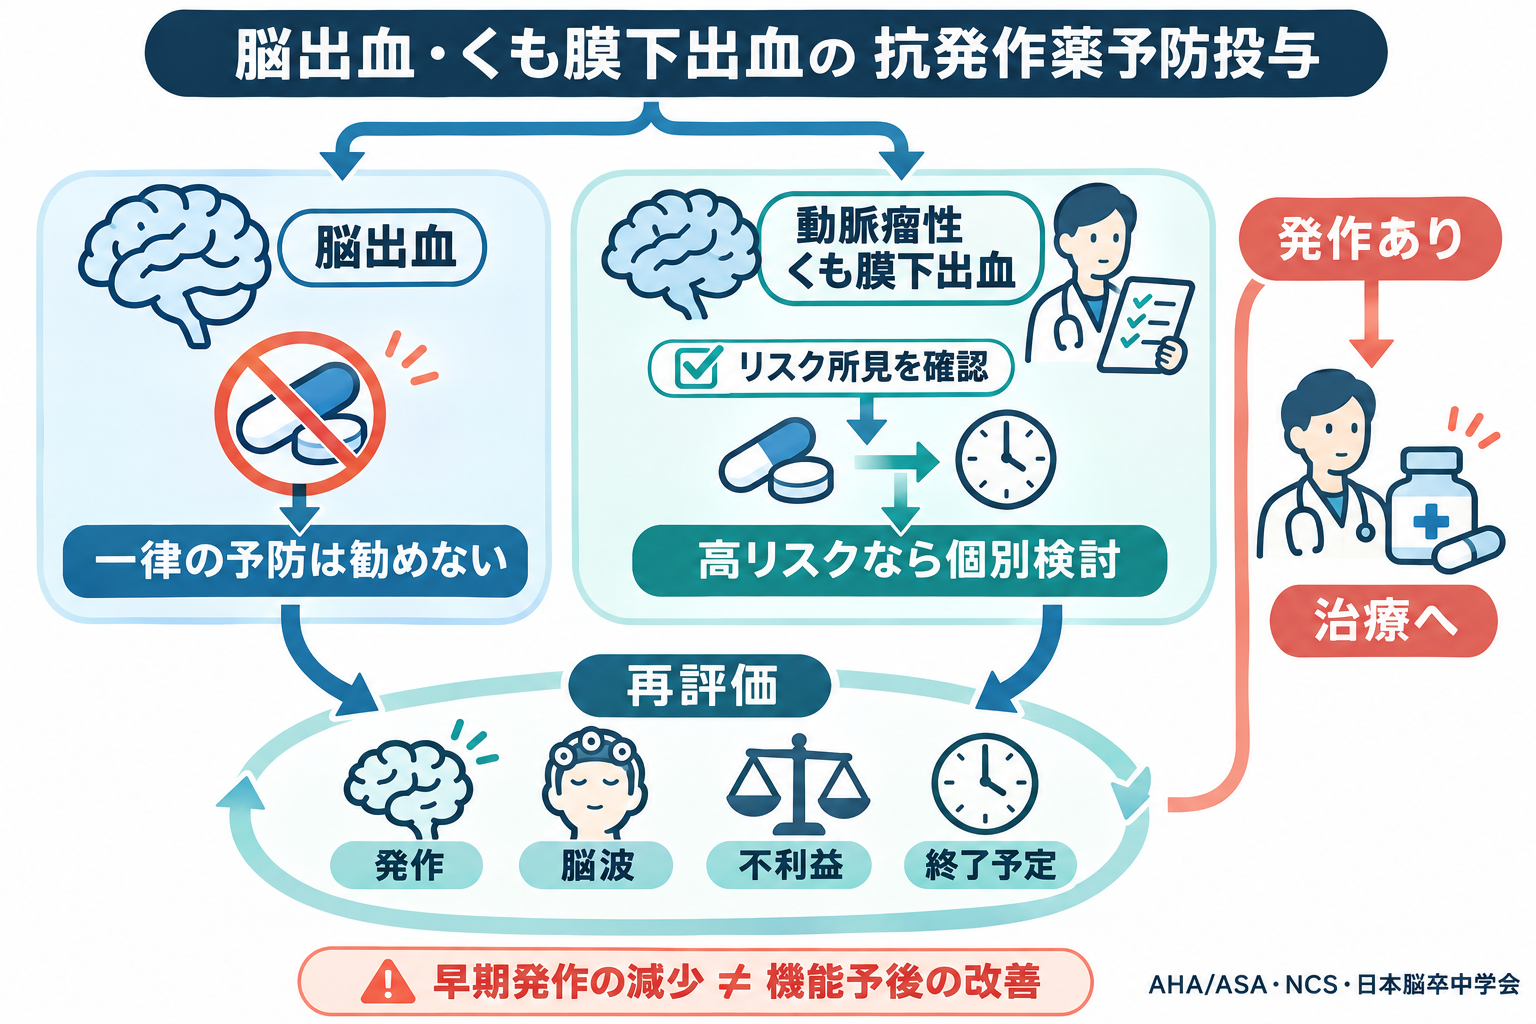 脳出血・くも膜下出血の 抗発作薬予防投与
脳出血
一律の予防は勧めない
動脈瘤性
くも膜下出血
リスク所見を確認
高リスクなら個別検討
発作あり
治療へ
再評価
発作
脳波
不利益
終了予定
早期発作の減少 ≠ 機能予後の改善
AHA/ASA・NCS・日本脳卒中学会